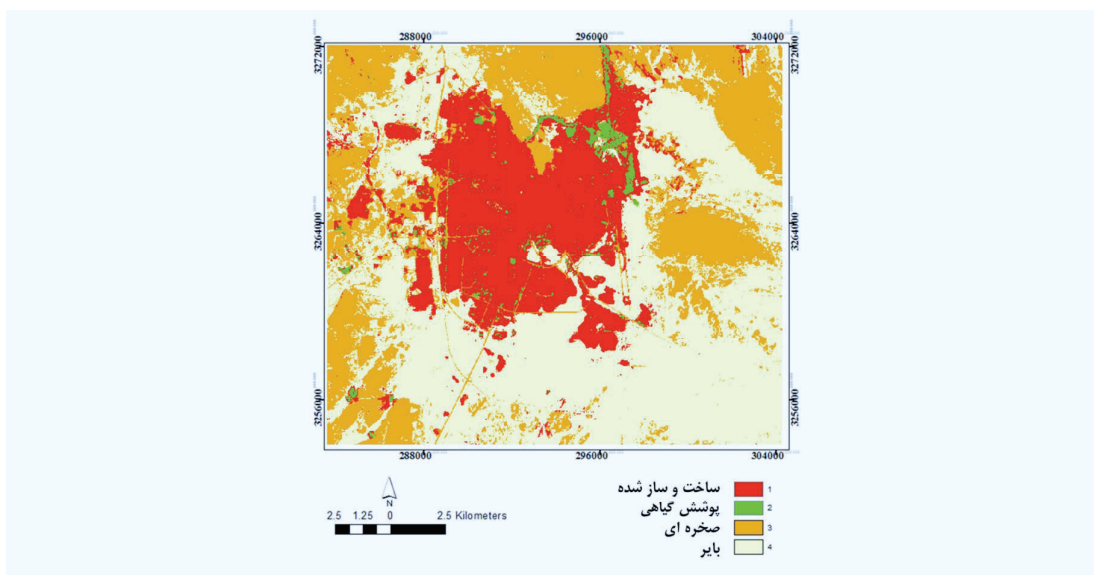 288000 296000 304000
3272000 3272000
3264000 3264000
3256000 3256000
288000 296000 304000
N
2.5 1.25 0 2.5 Kilometers
ساخت و ساز شده 1
پوشش گیاهی 2
صخره ای 3
بایر 4